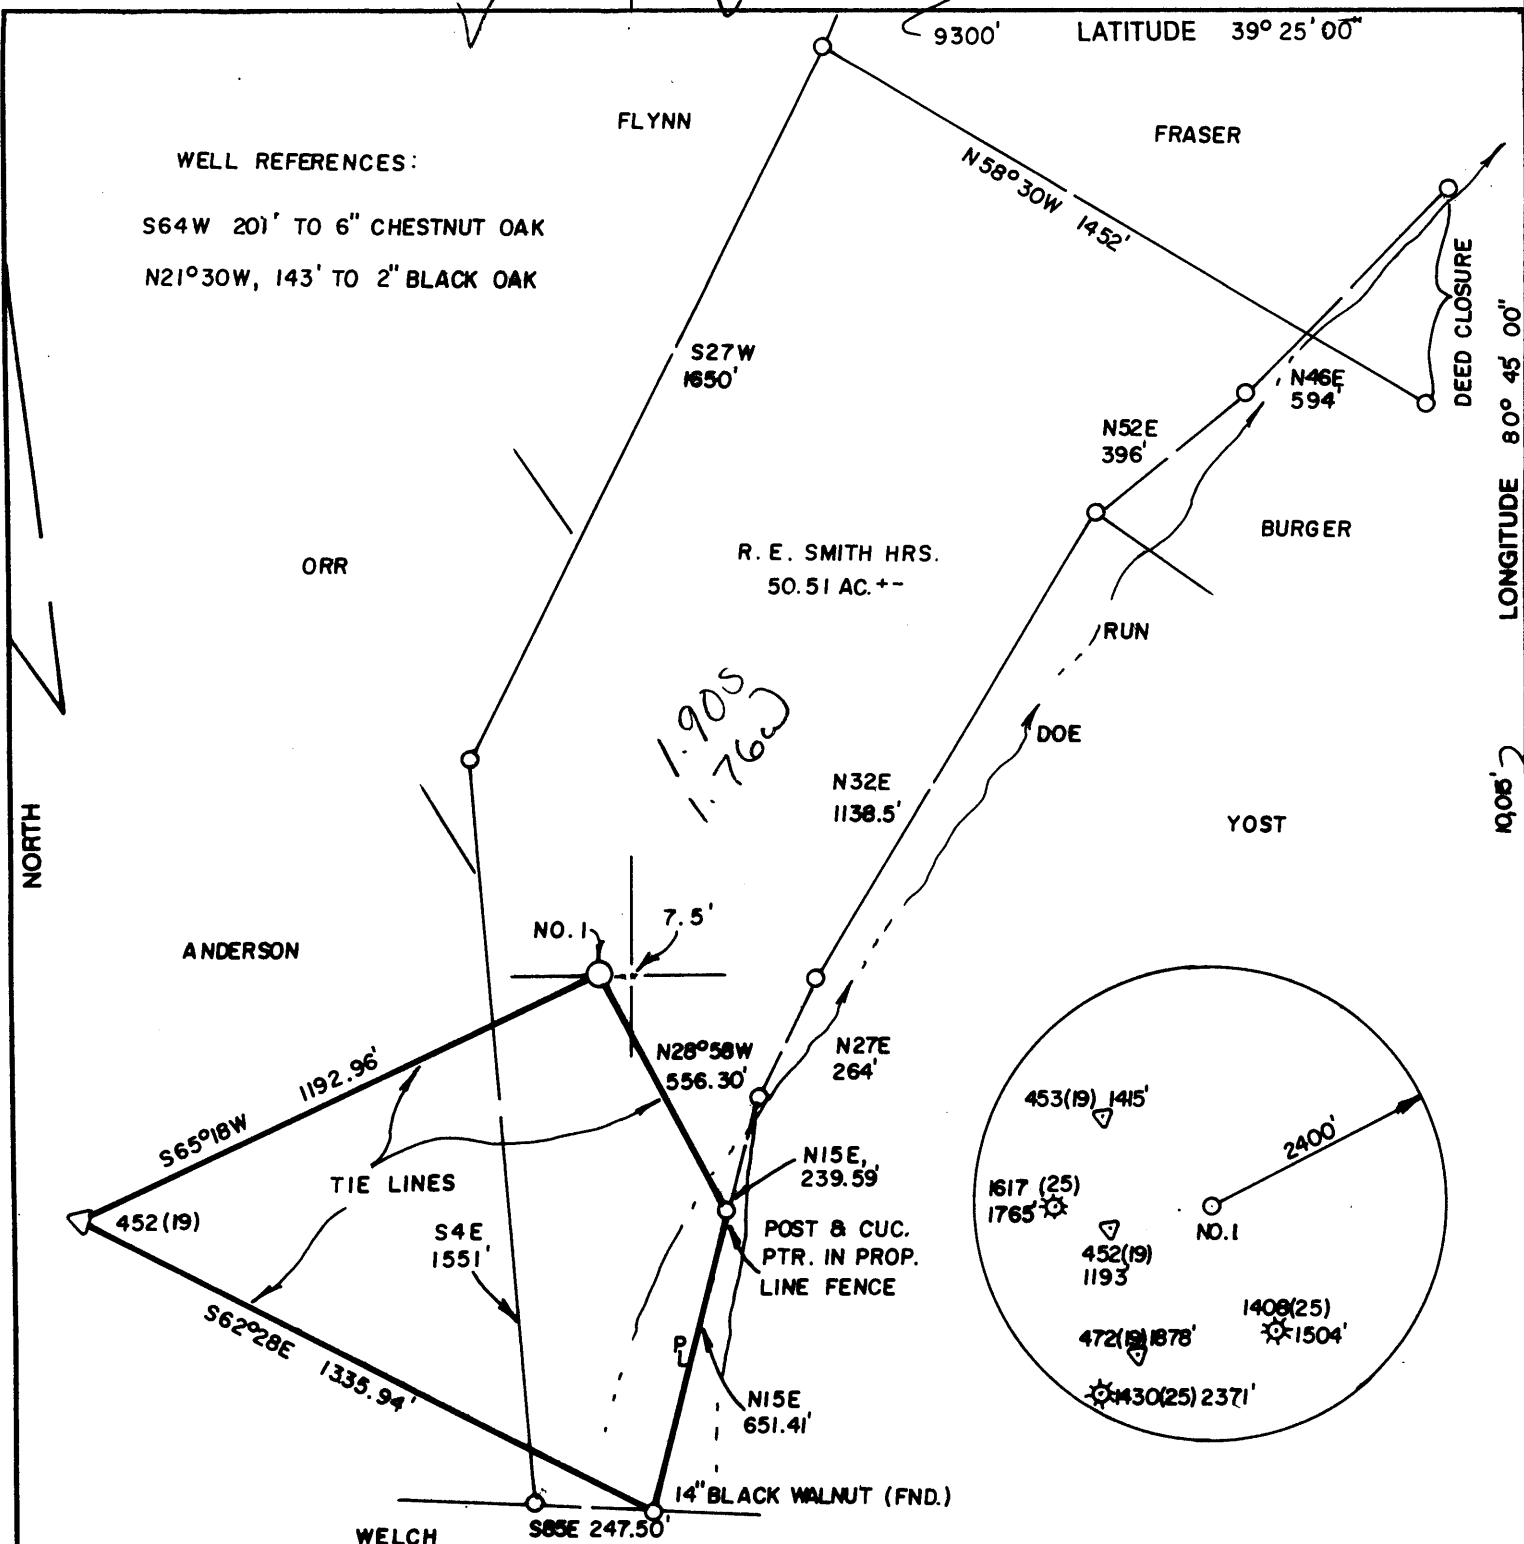 9300'
LATITUDE 39° 25' 00"
FLYNN
FRASER
WELL REFERENCES:
S64W 201' TO 6" CHESTNUT OAK
N21°30W, 143' TO 2" BLACK OAK
N58°30W 1452'
DEED CLOSURE
LONGITUDE 80° 45' 00"
S27W
1650'
N46E
594'
N52E
396'
BURGER
ORR
R. E. SMITH HRS.
50.51 AC.+-
RUN
1.90S
1.76W
DOE
N32E
1138.5'
YOST
NORTH
NO. 1
7.5'
ANDERSON
N28°58W
556.30'
N27E
264'
1192.96'
S65°18W
453(19) 1415'
2400'
TIE LINES
N15E,
239.59'
1617 (25)
1765'
NO.1
452(19)
S4E
1551'
POST & CUC.
PTR. IN PROP.
LINE FENCE
452(19)
1193'
1408(25)
1504'
S62°28E 1335.94'
PL
472(19)1878'
1430(25) 2371'
N15E
651.41'
14" BLACK WALNUT (FND.)
S85E 247.50'
WELCH